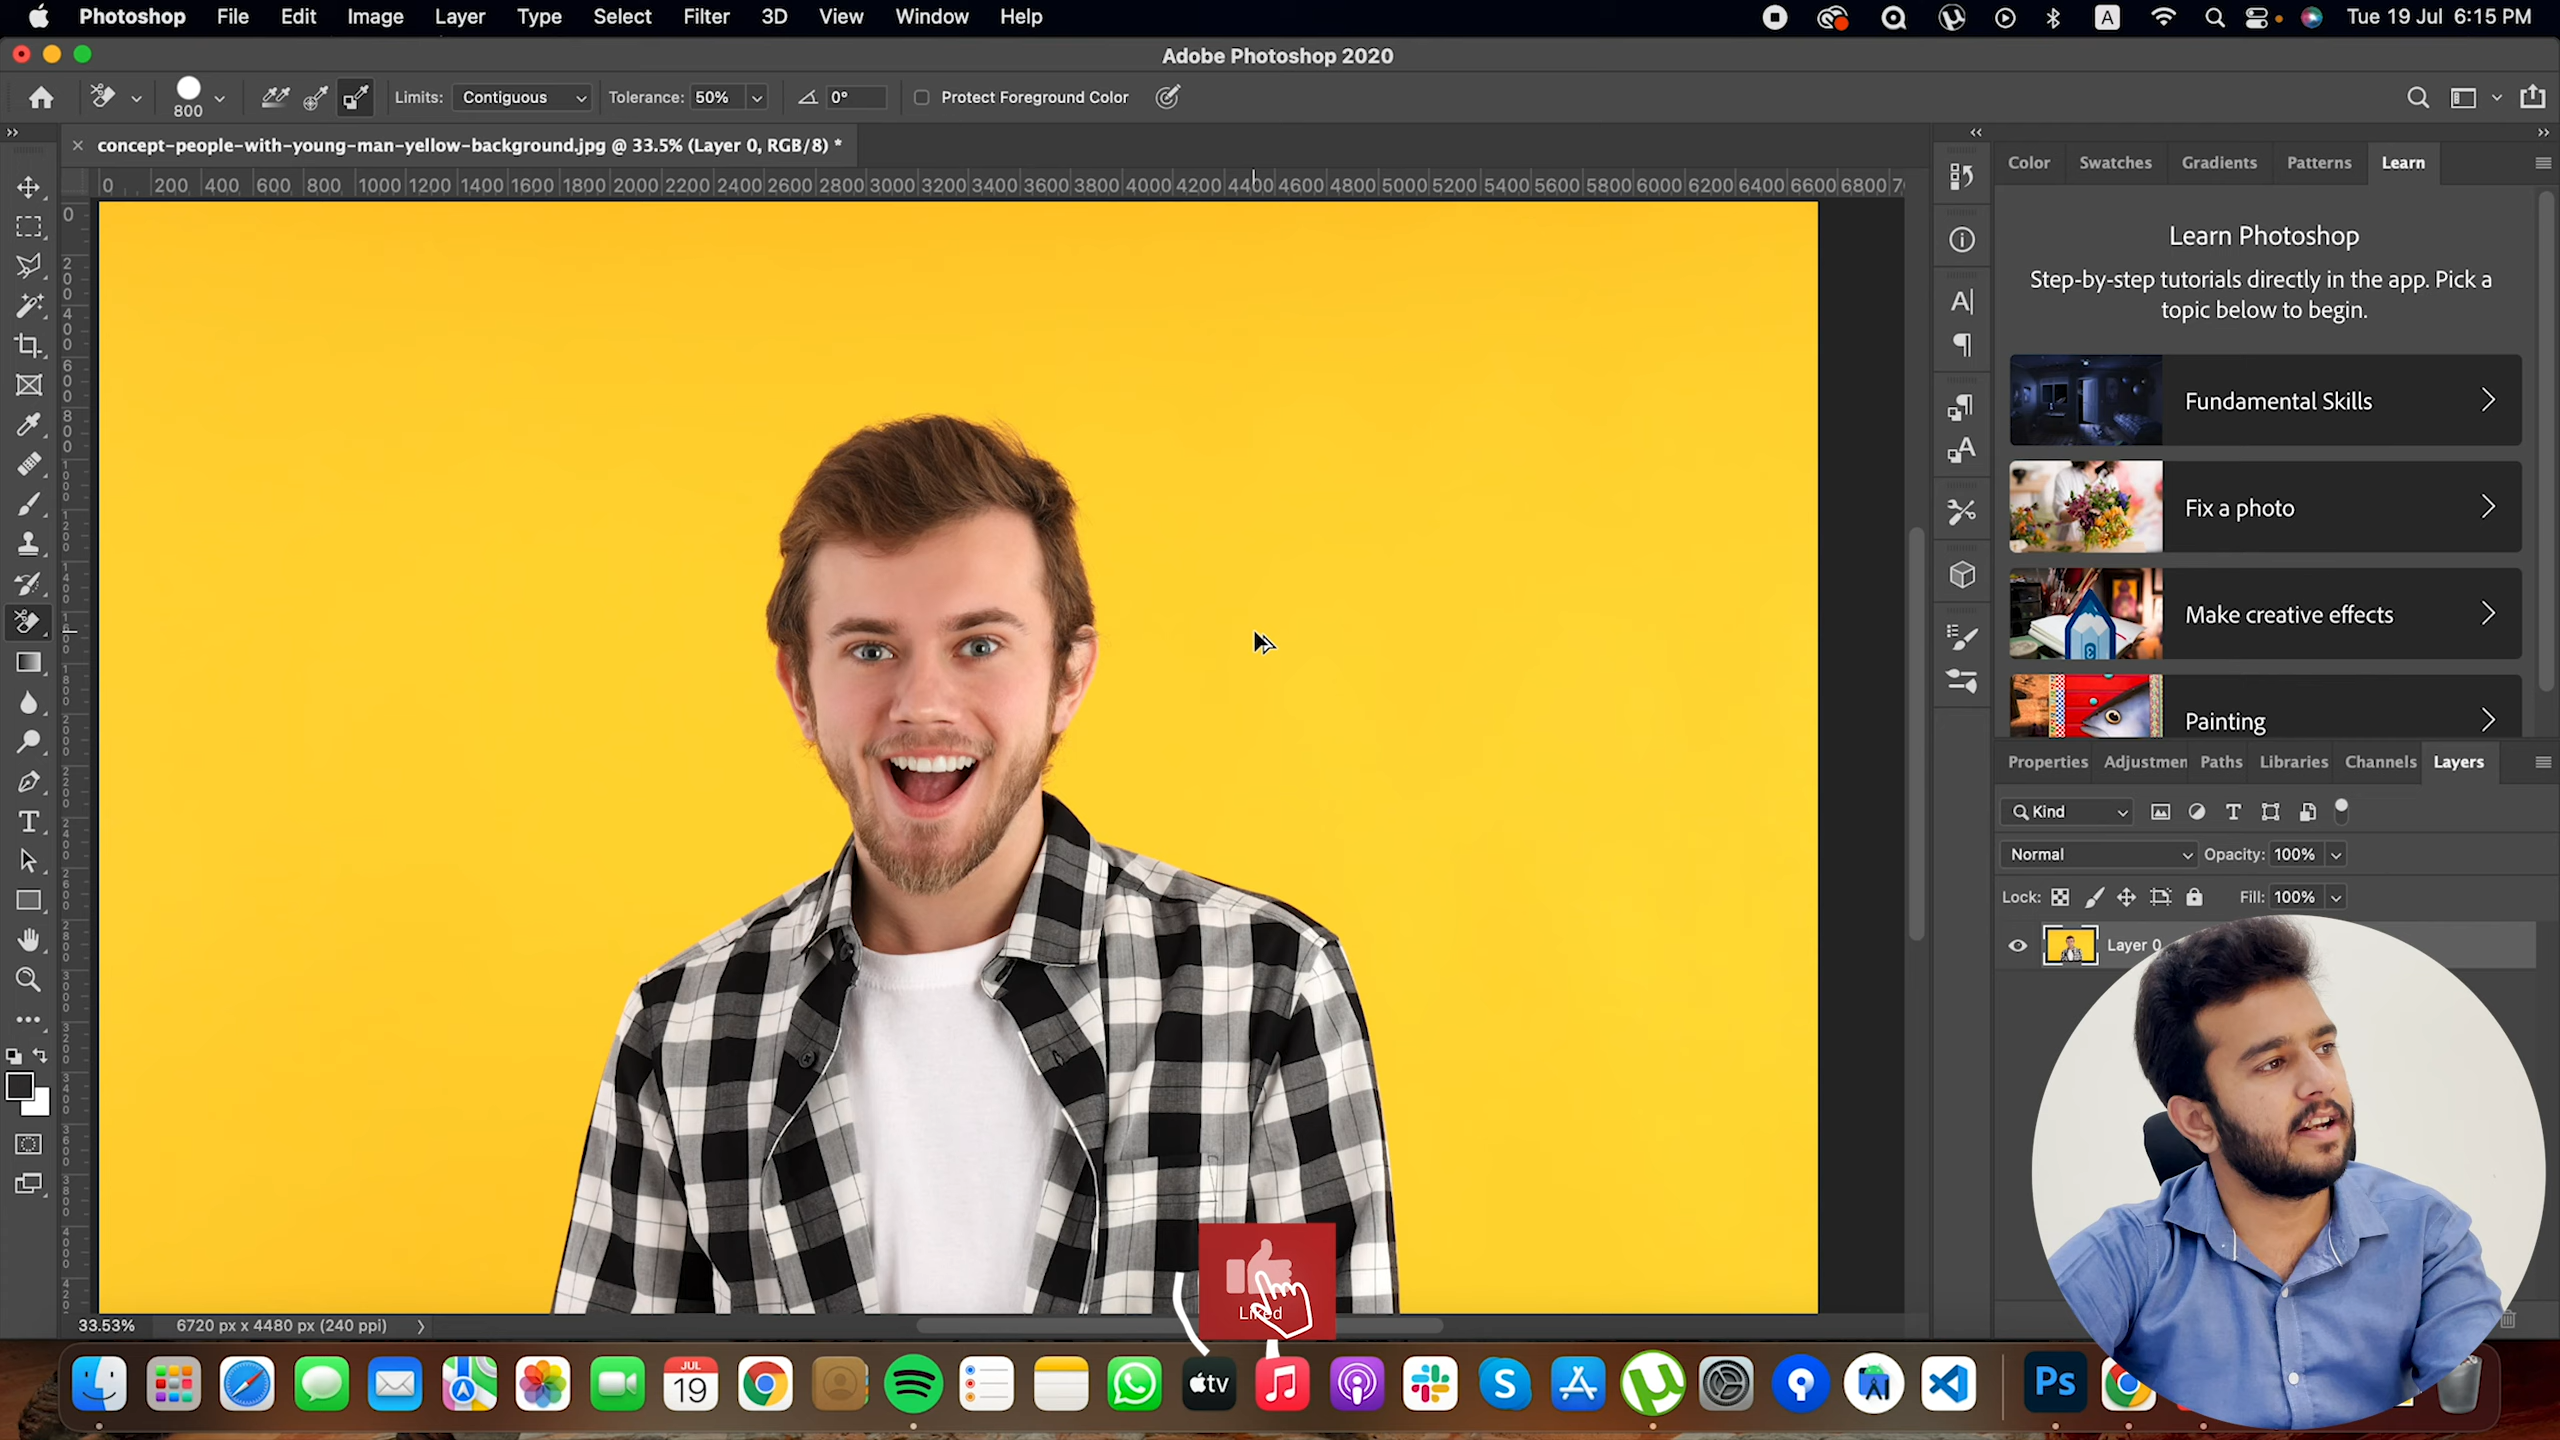 Photoshop File Edit Image Layer Type Select Filter 3D View Window Help A Tue 19 Jul 6:15 PM
Adobe Photoshop 2020
800 Limits: Contiguous Tolerance: 50% 0° Protect Foreground Color
concept-people-with-young-man-yellow-background.jpg @ 33.5% (Layer 0, RGB/8) *
0 200 400 600 800 1000 1200 1400 1600 1800 2000 2200 2400 2600 2800 3000 3200 3400 3600 3800 4000 4200 4400 4600 4800 5000 5200 5400 5600 5800 6000 6200 6400 6600 6800
Color Swatches Gradients Patterns Learn
Learn Photoshop
Step-by-step tutorials directly in the app. Pick a
topic below to begin.
Fundamental Skills
Fix a photo
Make creative effects
Painting
Properties Adjustmen Paths Libraries Channels Layers
Kind
Normal Opacity: 100%
Lock: Fill: 100%
Layer 0
Liked
33.53% 6720 px x 4480 px (240 ppi)
JUL
19
tv
Ps